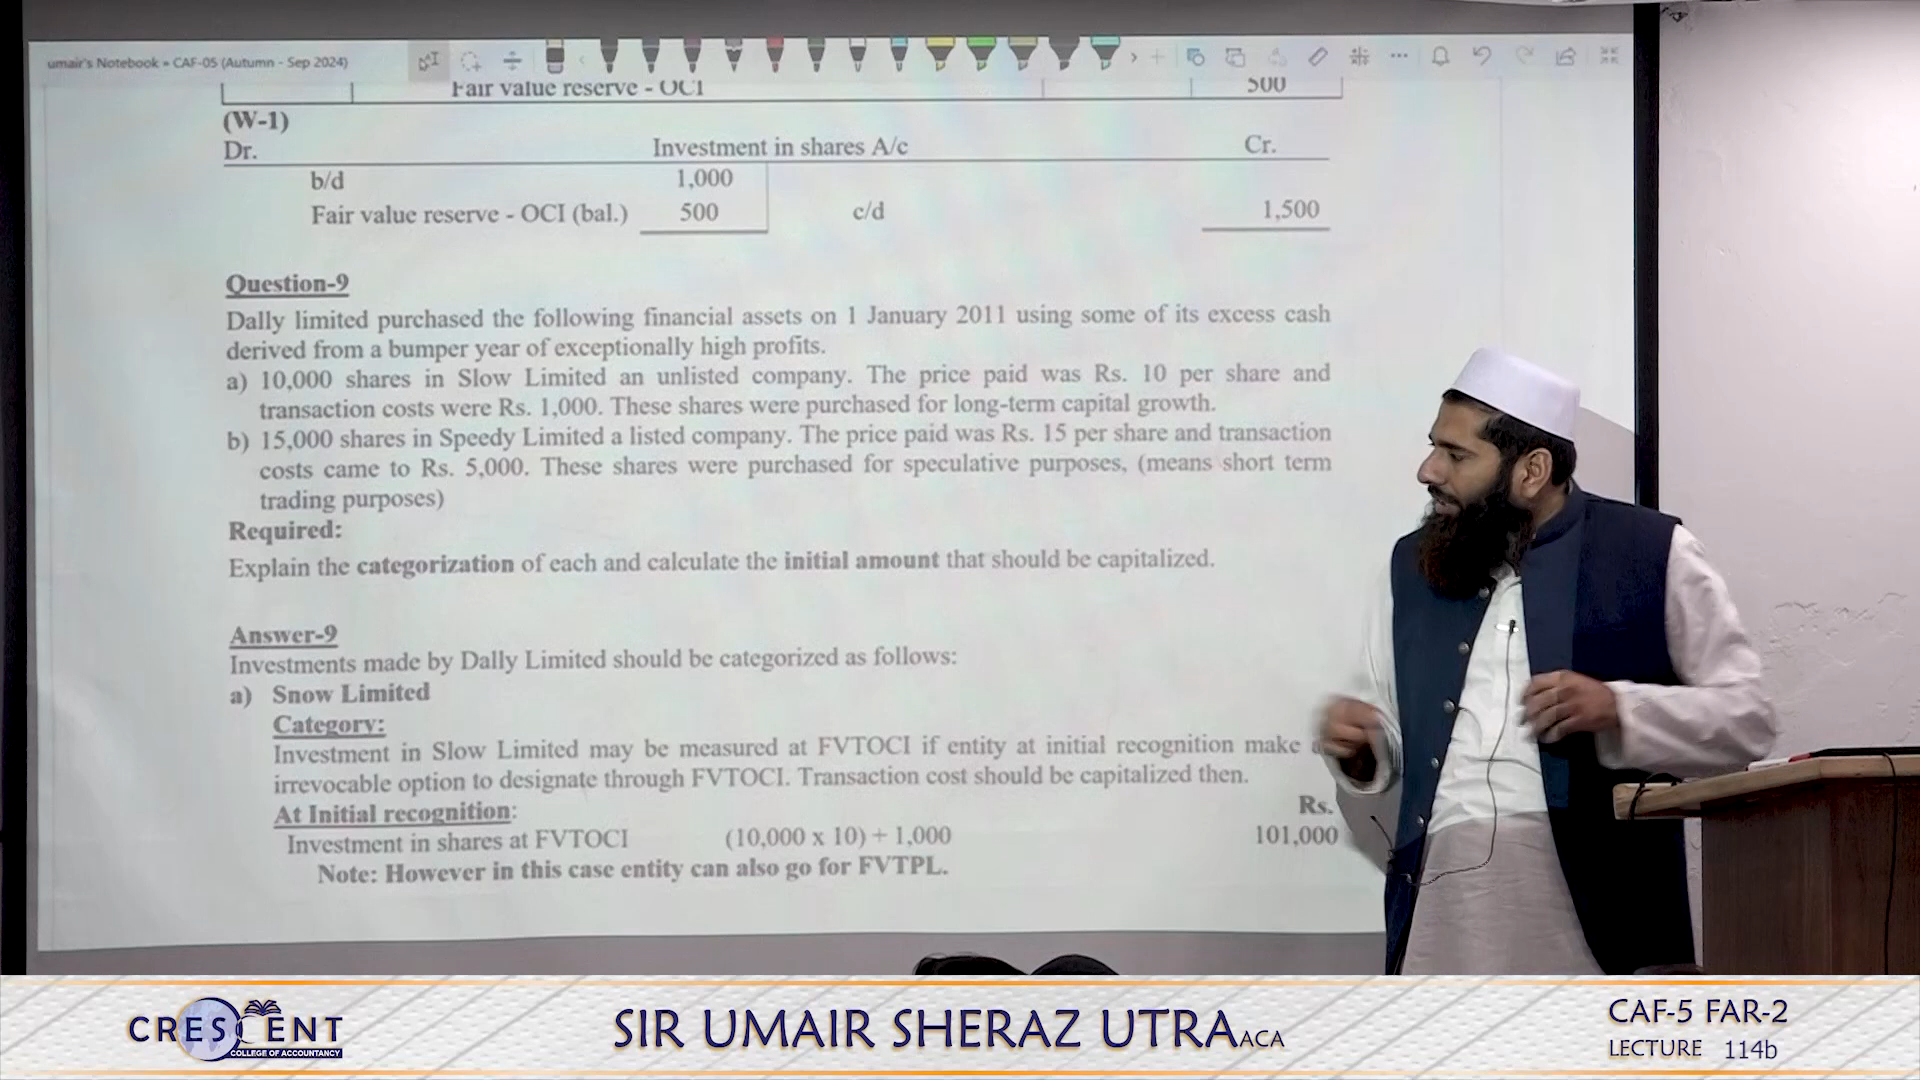 umair's Notebook » CAF-05 (Autumn - Sep 2024)
Fair value reserve - OCI 500
(W-1)
Dr. Investment in shares A/c Cr.
b/d 1,000
Fair value reserve - OCI (bal.) 500 c/d 1,500
Question-9
Dally limited purchased the following financial assets on 1 January 2011 using some of its excess cash
derived from a bumper year of exceptionally high profits.
a) 10,000 shares in Slow Limited an unlisted company. The price paid was Rs. 10 per share and
transaction costs were Rs. 1,000. These shares were purchased for long-term capital growth.
b) 15,000 shares in Speedy Limited a listed company. The price paid was Rs. 15 per share and transaction
costs came to Rs. 5,000. These shares were purchased for speculative purposes, (means short term
trading purposes)
Required:
Explain the categorization of each and calculate the initial amount that should be capitalized.
Answer-9
Investments made by Dally Limited should be categorized as follows:
a) Snow Limited
Category:
Investment in Slow Limited may be measured at FVTOCI if entity at initial recognition make
irrevocable option to designate through FVTOCI. Transaction cost should be capitalized then.
At Initial recognition: Rs.
Investment in shares at FVTOCI (10,000 x 10) + 1,000 101,000
Note: However in this case entity can also go for FVTPL.
CRESCENT
COLLEGE OF ACCOUNTANCY
SIR UMAIR SHERAZ UTRA ACA
CAF-5 FAR-2
LECTURE 114b